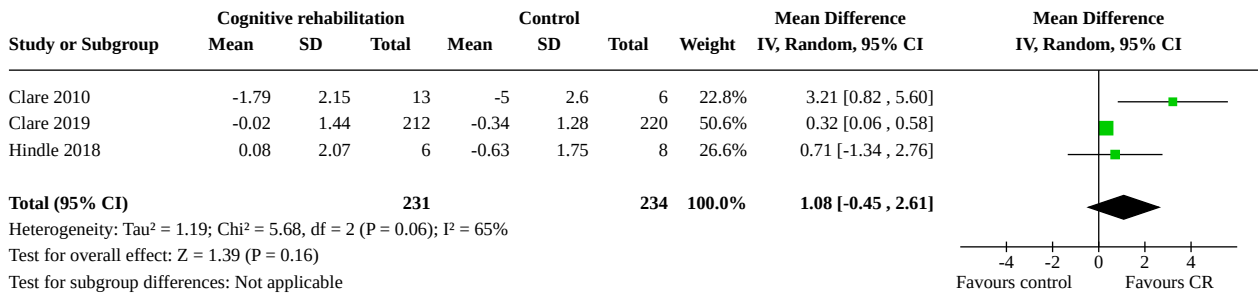 Cognitive rehabilitation Control Mean Difference Mean Difference
Study or Subgroup Mean SD Total Mean SD Total Weight IV, Random, 95% CI IV, Random, 95% CI
Clare 2010 -1.79 2.15 13 -5 2.6 6 22.8% 3.21 [0.82 , 5.60]
Clare 2019 -0.02 1.44 212 -0.34 1.28 220 50.6% 0.32 [0.06 , 0.58]
Hindle 2018 0.08 2.07 6 -0.63 1.75 8 26.6% 0.71 [-1.34 , 2.76]
Total (95% CI) 231 234 100.0% 1.08 [-0.45 , 2.61]
Heterogeneity: Tau² = 1.19; Chi² = 5.68, df = 2 (P = 0.06); I² = 65%
Test for overall effect: Z = 1.39 (P = 0.16)
Test for subgroup differences: Not applicable
-4 -2 0 2 4
Favours control Favours CR